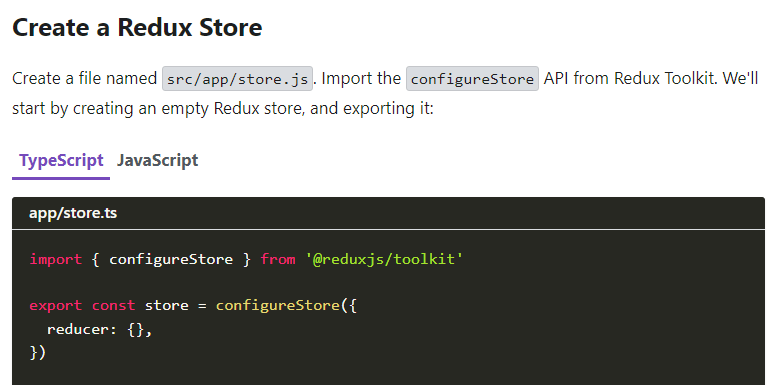 Create a Redux Store
Create a file named src/app/store.js. Import the configureStore API from Redux Toolkit. We'll
start by creating an empty Redux store, and exporting it:
TypeScript JavaScript
app/store.ts
import { configureStore } from '@reduxjs/toolkit'
export const store = configureStore({
  reducer: {},
})